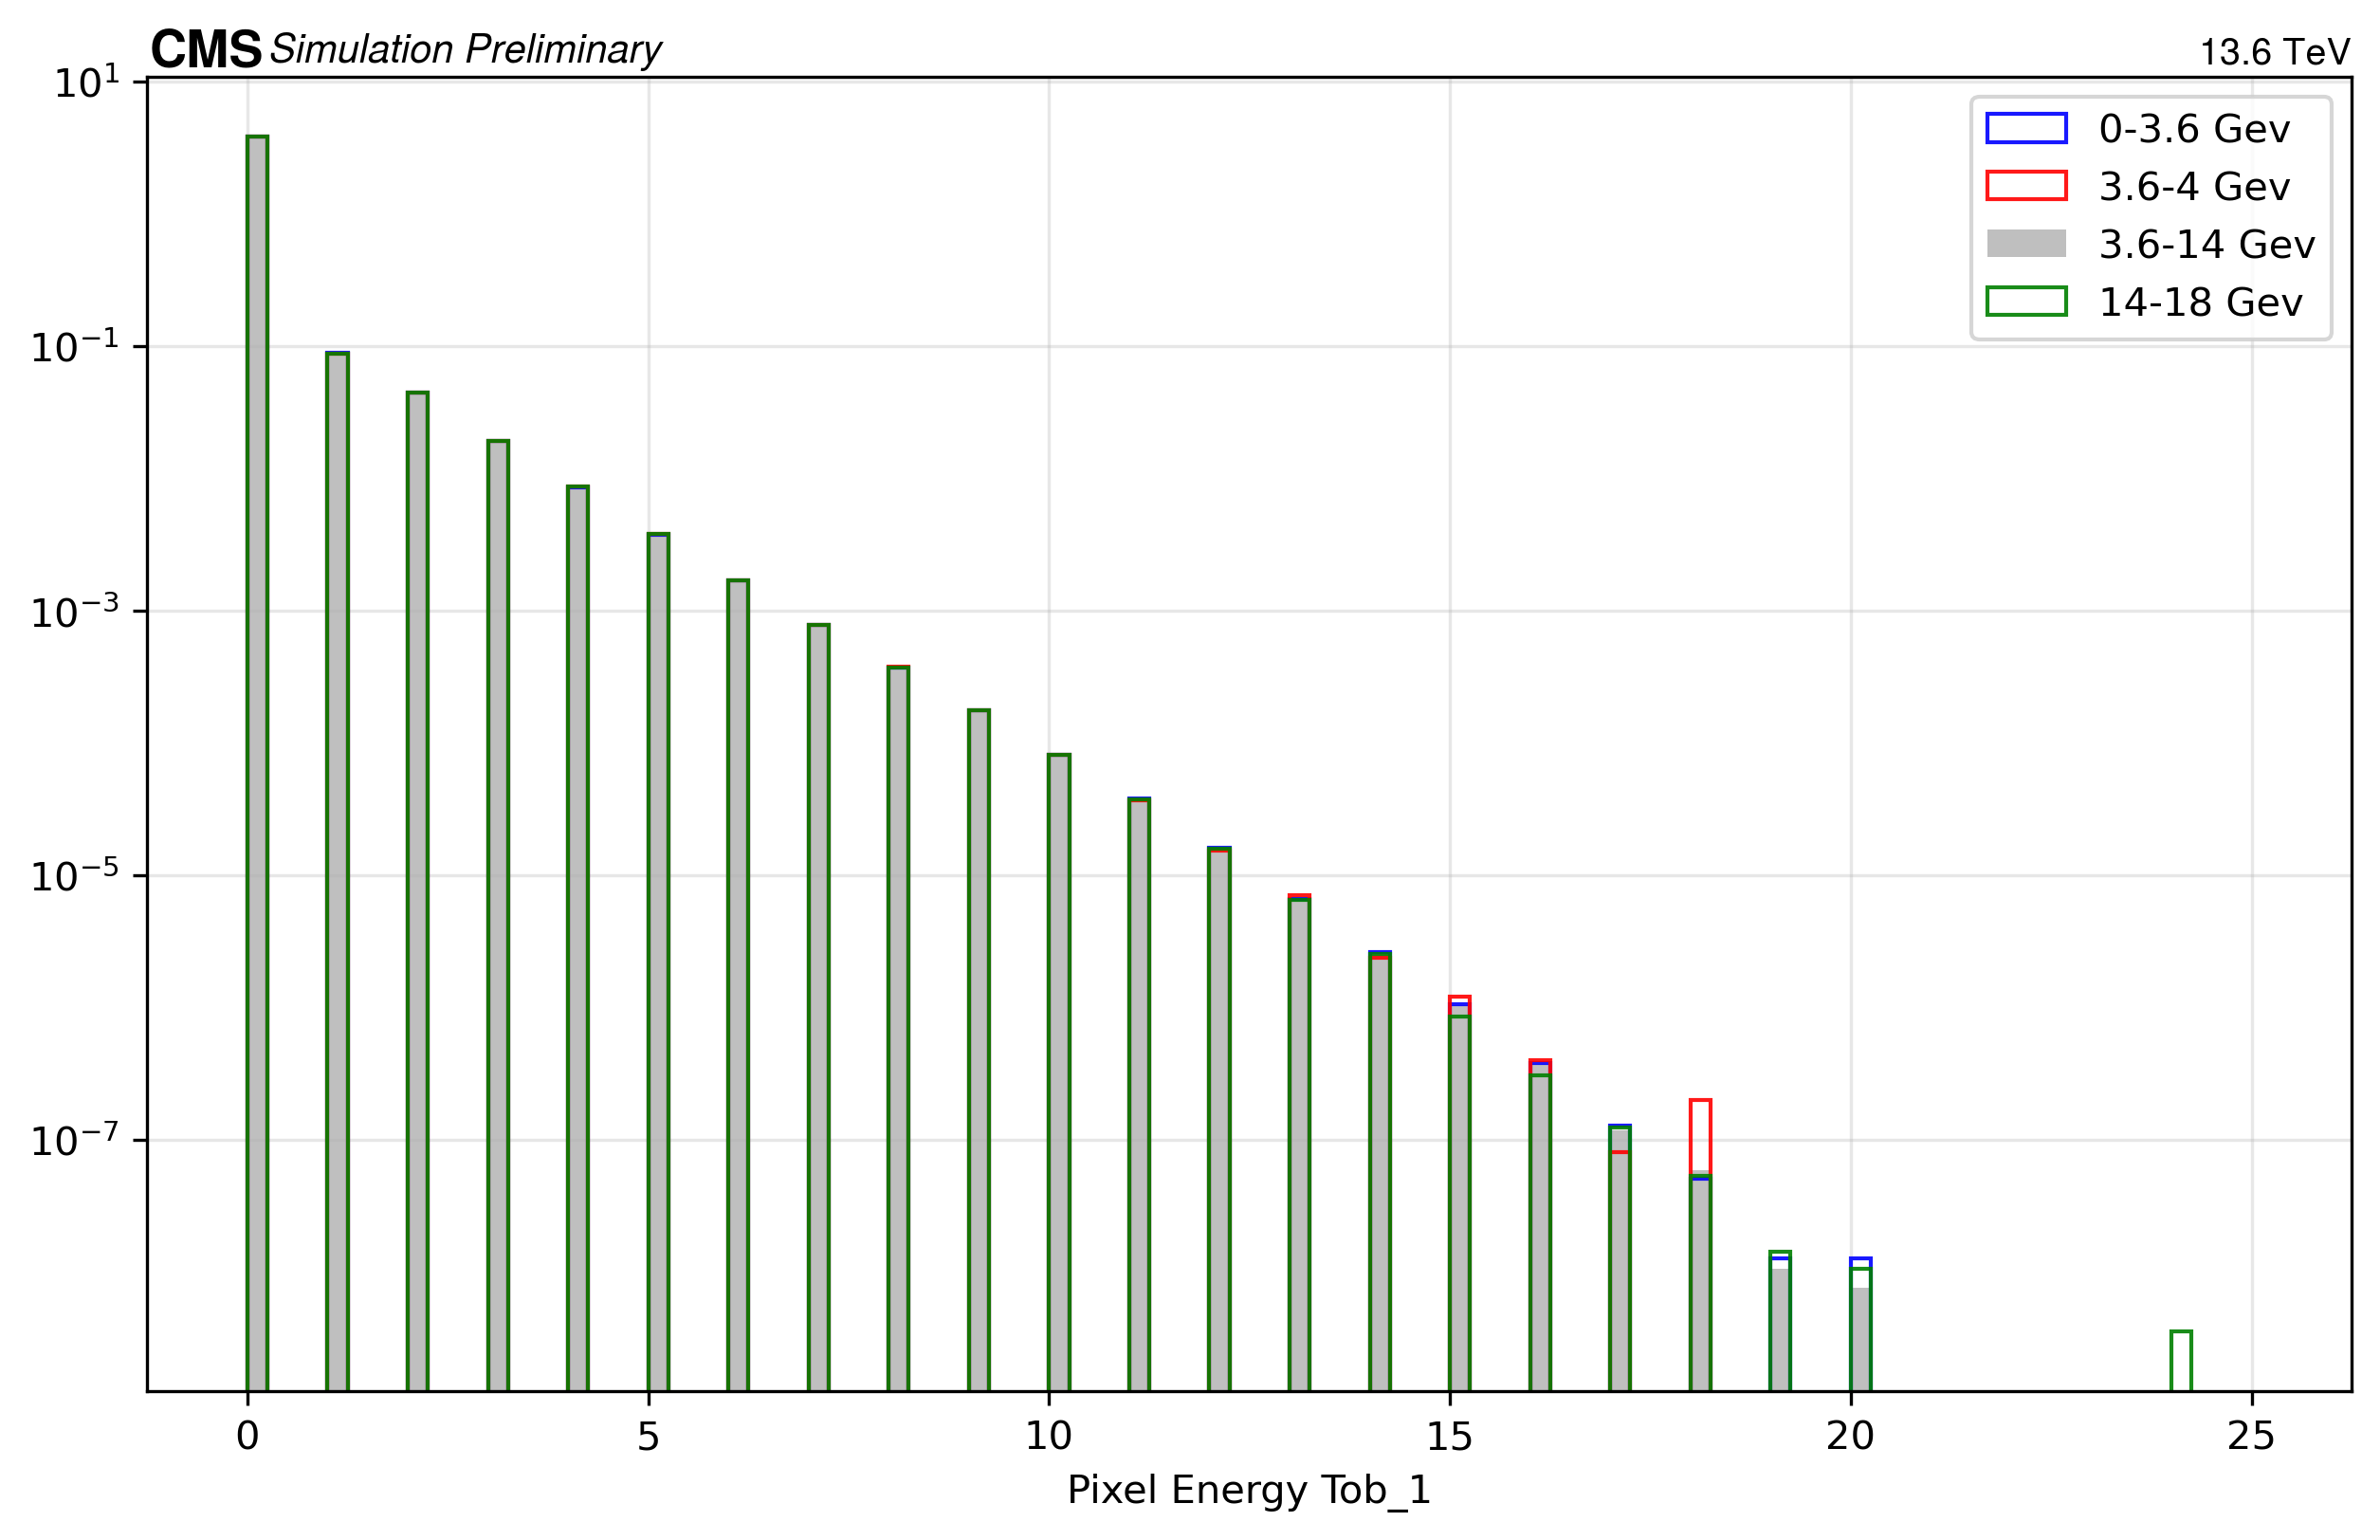 CMS Simulation Preliminary
13.6 TeV
10^1
10^-1
10^-3
10^-5
10^-7
0-3.6 Gev
3.6-4 Gev
3.6-14 Gev
14-18 Gev
0 5 10 15 20 25
Pixel Energy Tob_1